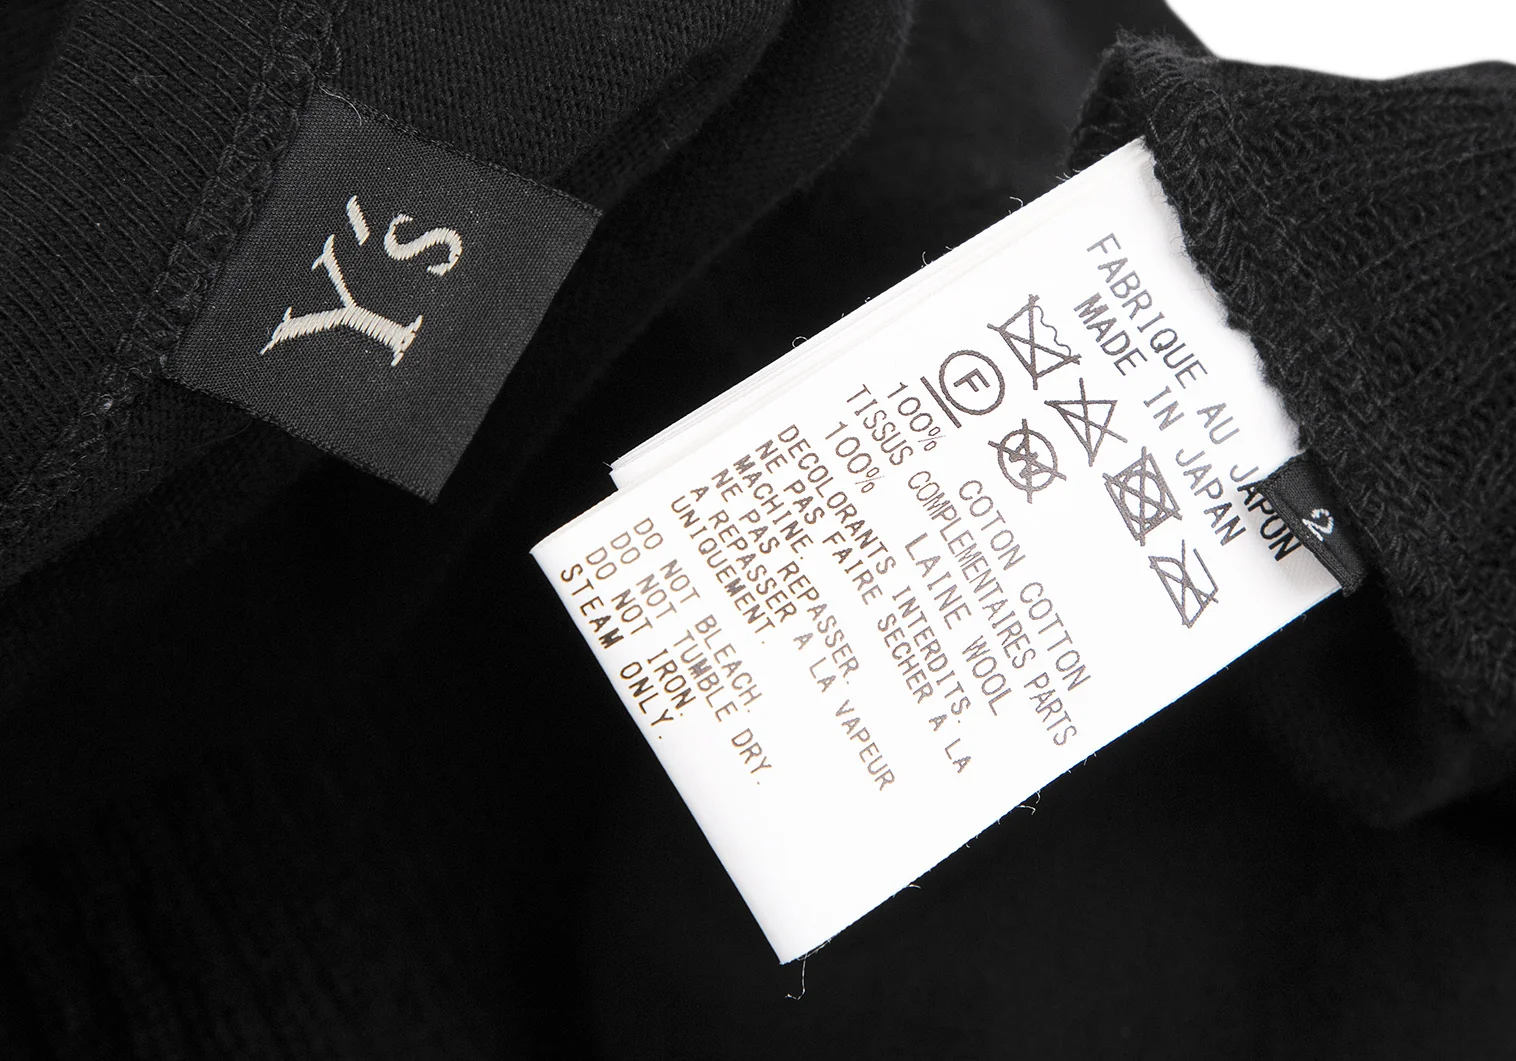 Y's
FABRIQUE AU JAPON
MADE IN JAPAN
2
F
W
100% COTON COTTON
TISSUS COMPLEMENTAIRES PARTS
100% LAINE WOOL
DECOLORANTS INTERDITS.
NE PAS FAIRE SECHER A LA
MACHINE.
NE PAS REPASSER.
A REPASSER A LA VAPEUR
UNIQUEMENT.
DO NOT BLEACH.
DO NOT TUMBLE DRY.
DO NOT IRON.
STEAM ONLY.